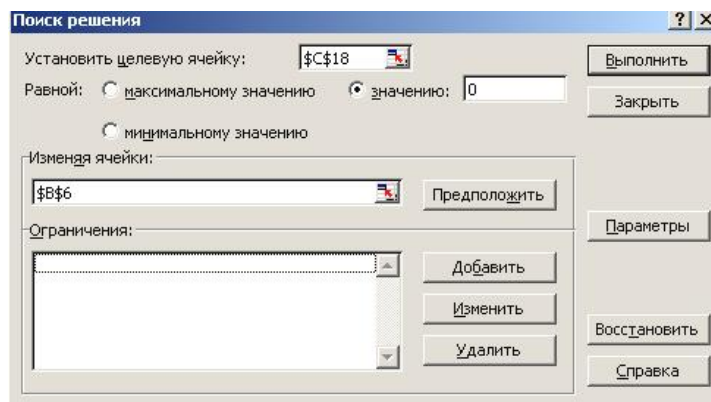 Поиск решения
Установить целевую ячейку: $C$18
Выполнить
Равной: максимальному значению значению: 0
Закрыть
минимальному значению
Изменяя ячейки:
$B$6
Предположить
Ограничения:
Параметры
Добавить
Изменить
Восстановить
Удалить
Справка